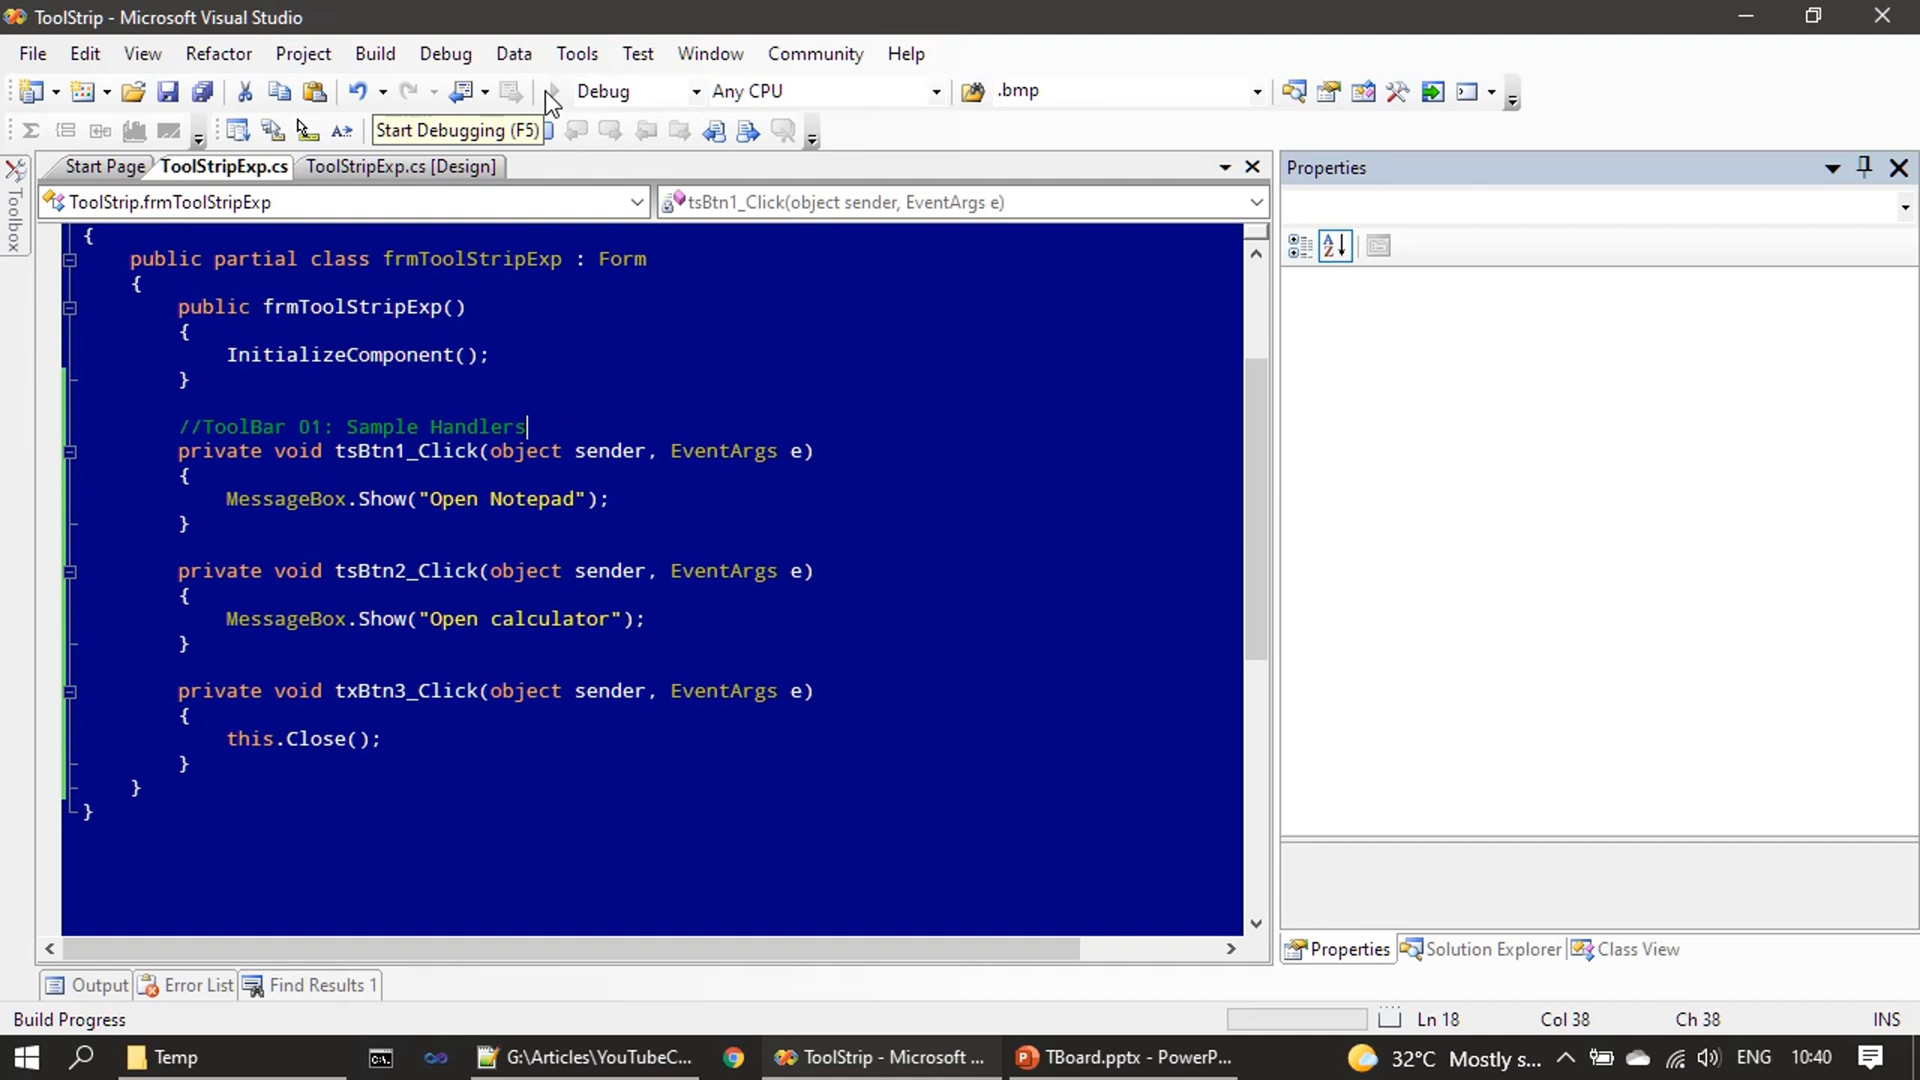 ToolStrip - Microsoft Visual Studio
File Edit View Refactor Project Build Debug Data Tools Test Window Community Help
Debug Any CPU .bmp
Start Debugging (F5)
Toolbox
Start Page ToolStripExp.cs ToolStripExp.cs [Design]
Properties
ToolStrip.frmToolStripExp tsBtn1_Click(object sender, EventArgs e)
{
public partial class frmToolStripExp : Form
{
public frmToolStripExp()
{
InitializeComponent();
}
//ToolBar 01: Sample Handlers
private void tsBtn1_Click(object sender, EventArgs e)
{
MessageBox.Show("Open Notepad");
}
private void tsBtn2_Click(object sender, EventArgs e)
{
MessageBox.Show("Open calculator");
}
private void txBtn3_Click(object sender, EventArgs e)
{
this.Close();
}
}
}
Properties Solution Explorer Class View
Output Error List Find Results 1
Build Progress Ln 18 Col 38 Ch 38 INS
Temp G:\Articles\YouTubeC... ToolStrip - Microsoft ... TBoard.pptx - PowerP... 32°C Mostly s... ENG 10:40